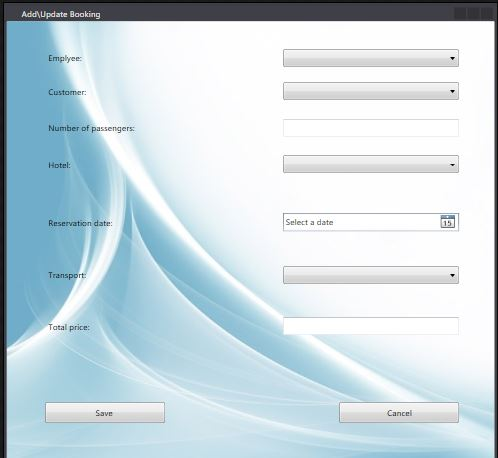 Add\Update Booking
Emplyee:
Customer:
Number of passengers:
Hotel:
Reservation date:
Select a date
15
Transport:
Total price:
Save
Cancel